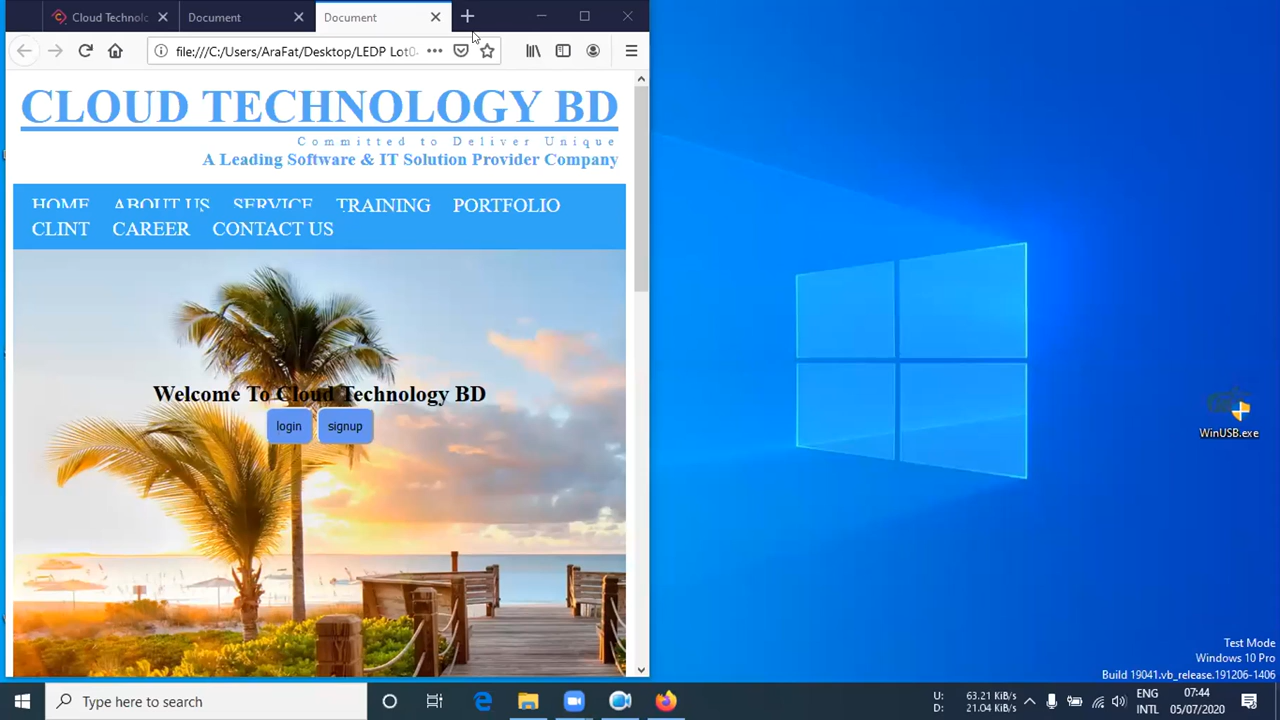 Cloud Technolo
Document
Document
file:///C:/Users/AraFat/Desktop/LEDP Lot0
CLOUD TECHNOLOGY BD
Committed to Deliver Unique
A Leading Software & IT Solution Provider Company
HOME ABOUT US SERVICE TRAINING PORTFOLIO
CLINT CAREER CONTACT US
Welcome To Cloud Technology BD
login signup
WinUSB.exe
Test Mode
Windows 10 Pro
Build 19041.vb_release.191206-1406
Type here to search
U: 63.21 KiB/s
D: 21.04 KiB/s
ENG
INTL
07:44
05/07/2020